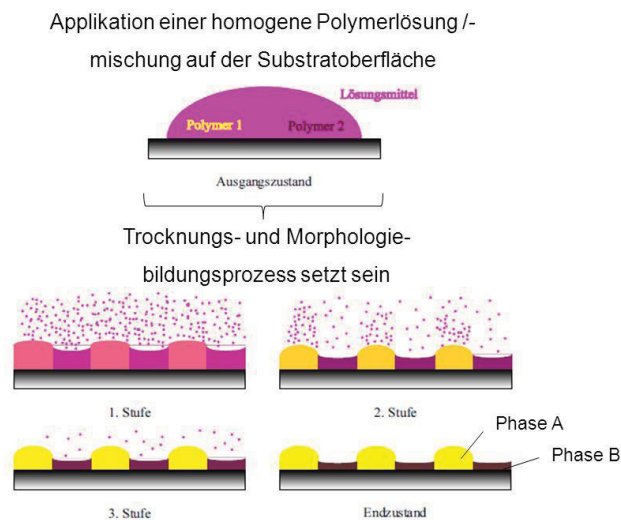 Applikation einer homogene Polymerlösung /-
mischung auf der Substratoberfläche
Lösungsmittel
Polymer 1 Polymer 2
Ausgangszustand
Trocknungs- und Morphologie-
bildungsprozess setzt sein
1. Stufe 2. Stufe
Phase A
Phase B
3. Stufe Endzustand